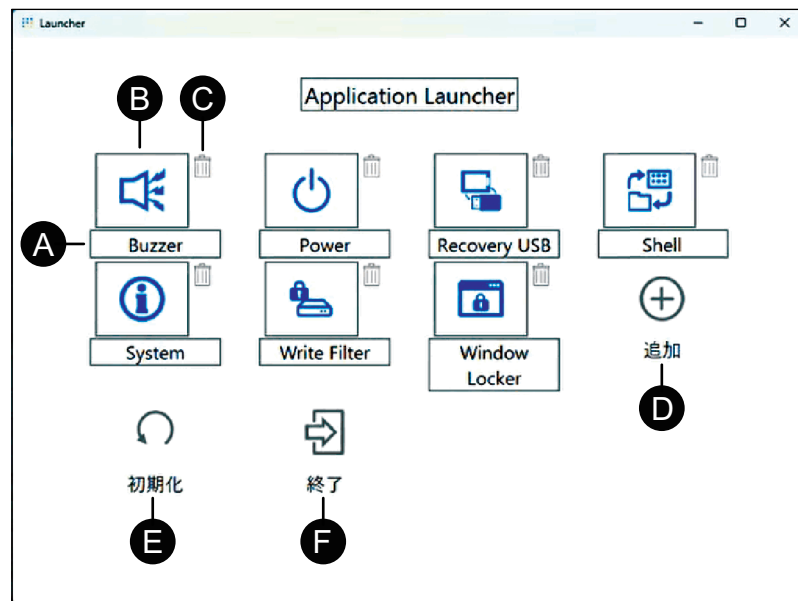 Launcher
Application Launcher
B
C
A
Buzzer
Power
Recovery USB
Shell
System
Write Filter
Window
Locker
追加
D
初期化
終了
E
F